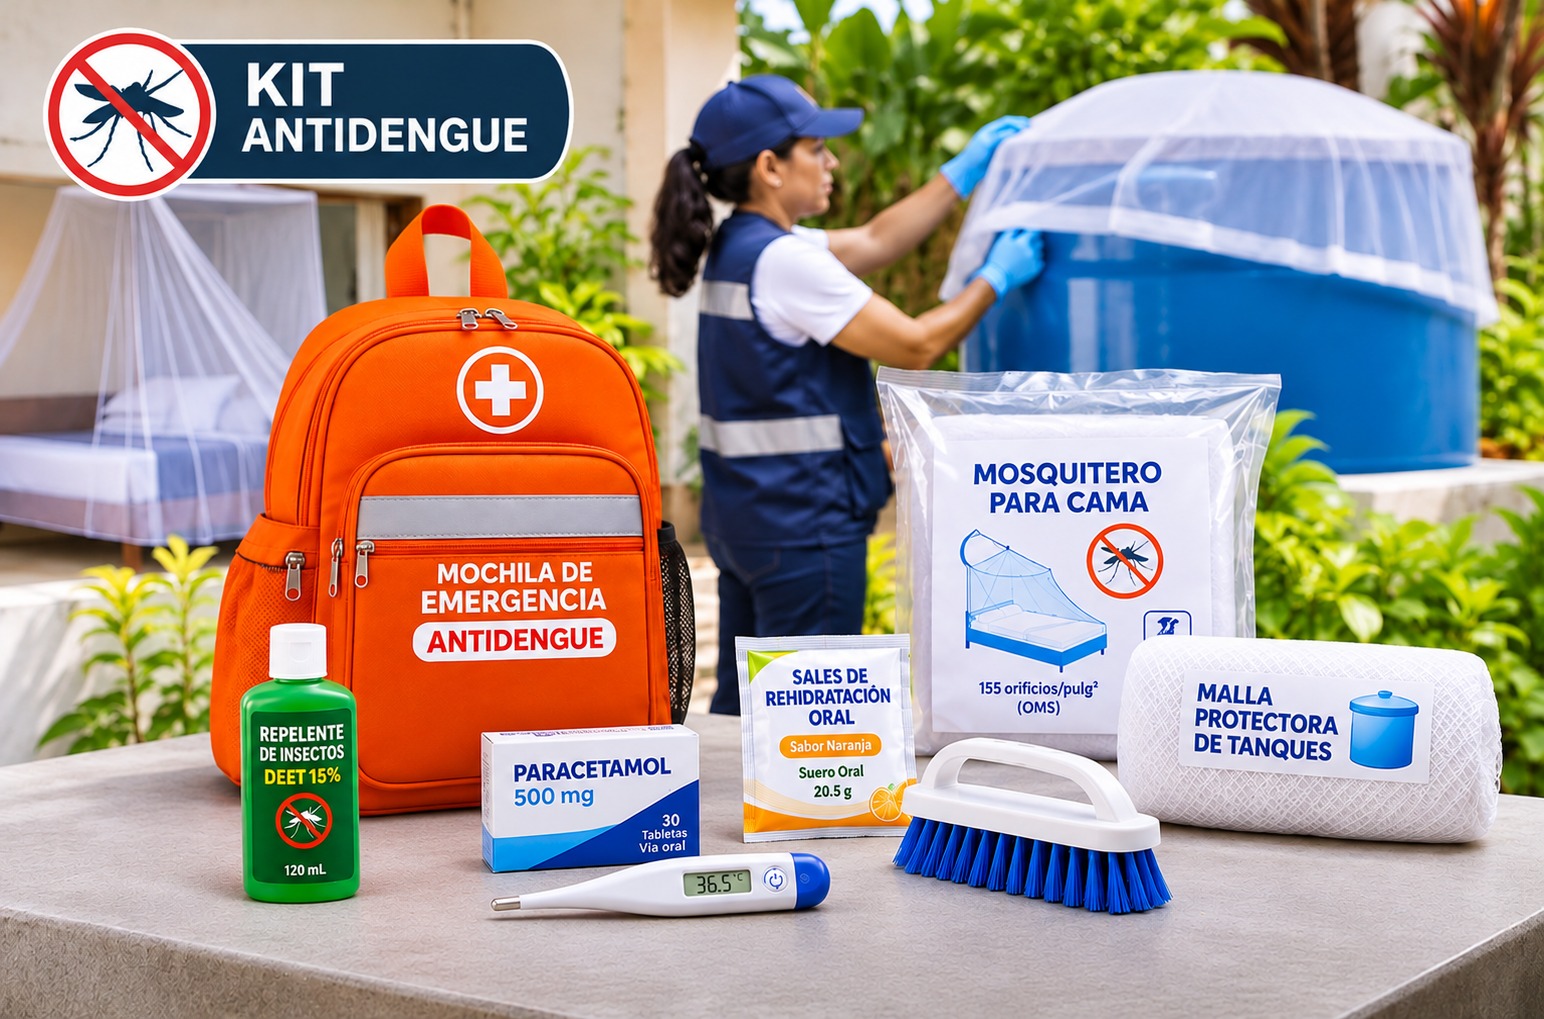 KIT
ANTIDENGUE
MOCHILA DE
EMERGENCIA
ANTIDENGUE
REPELENTE
DE INSECTOS
DEET 15%
120 mL
PARACETAMOL
500 mg
30
Tabletas
Via oral
36.5°C
SALES DE
REHIDRATACIÓN
ORAL
Sabor Naranja
Suero Oral
20.5 g
MOSQUITERO
PARA CAMA
155 orificios/pulg²
(OMS)
MALLA
PROTECTORA
DE TANQUES